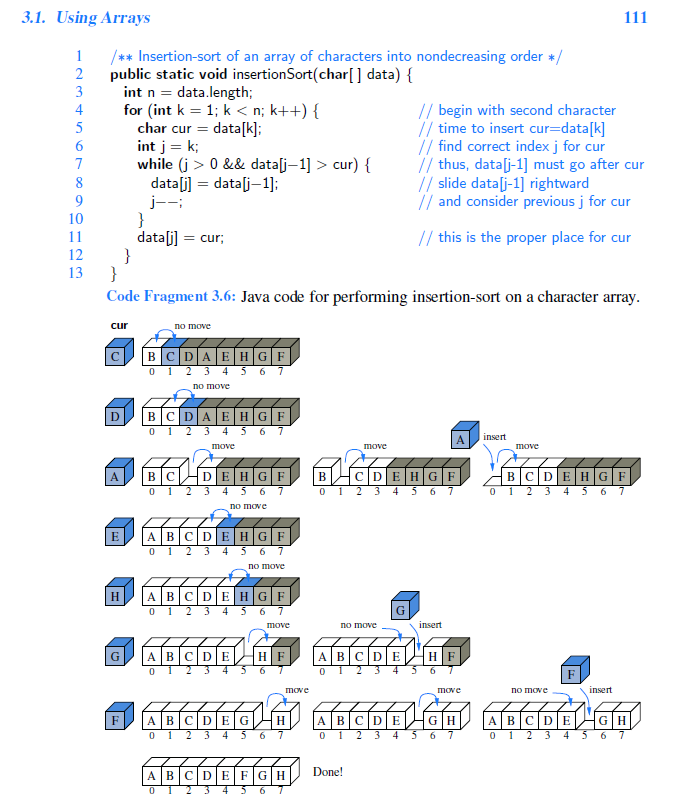 3.1. Using Arrays 111
1 /** Insertion-sort of an array of characters into nondecreasing order */
2 public static void insertionSort(char[ ] data) {
3 int n = data.length;
4 for (int k = 1; k < n; k++) { // begin with second character
5 char cur = data[k]; // time to insert cur=data[k]
6 int j = k; // find correct index j for cur
7 while (j > 0 && data[j−1] > cur) { // thus, data[j-1] must go after cur
8 data[j] = data[j−1]; // slide data[j-1] rightward
9 j−−; // and consider previous j for cur
10 }
11 data[j] = cur; // this is the proper place for cur
12 }
13 }
Code Fragment 3.6: Java code for performing insertion-sort on a character array.
cur no move
C B C D A E H G F
0 1 2 3 4 5 6 7
no move
D B C D A E H G F
0 1 2 3 4 5 6 7
move move A insert move
A B C D E H G F B C D E H G F B C D E H G F
0 1 2 3 4 5 6 7 0 1 2 3 4 5 6 7 0 1 2 3 4 5 6 7
no move
E A B C D E H G F
0 1 2 3 4 5 6 7
no move
H A B C D E H G F
0 1 2 3 4 5 6 7
G
move no move insert
G A B C D E H F A B C D E H F
0 1 2 3 4 5 6 7 0 1 2 3 4 5 6 7
F
move move no move insert
F A B C D E G H A B C D E G H A B C D E G H
0 1 2 3 4 5 6 7 0 1 2 3 4 5 6 7 0 1 2 3 4 5 6 7
A B C D E F G H Done!
0 1 2 3 4 5 6 7